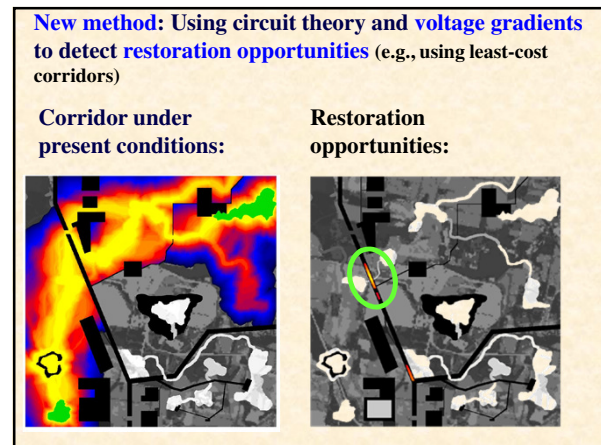 New method: Using circuit theory and voltage gradients
to detect restoration opportunities (e.g., using least-cost
corridors)
Corridor under
present conditions:
Restoration
opportunities: